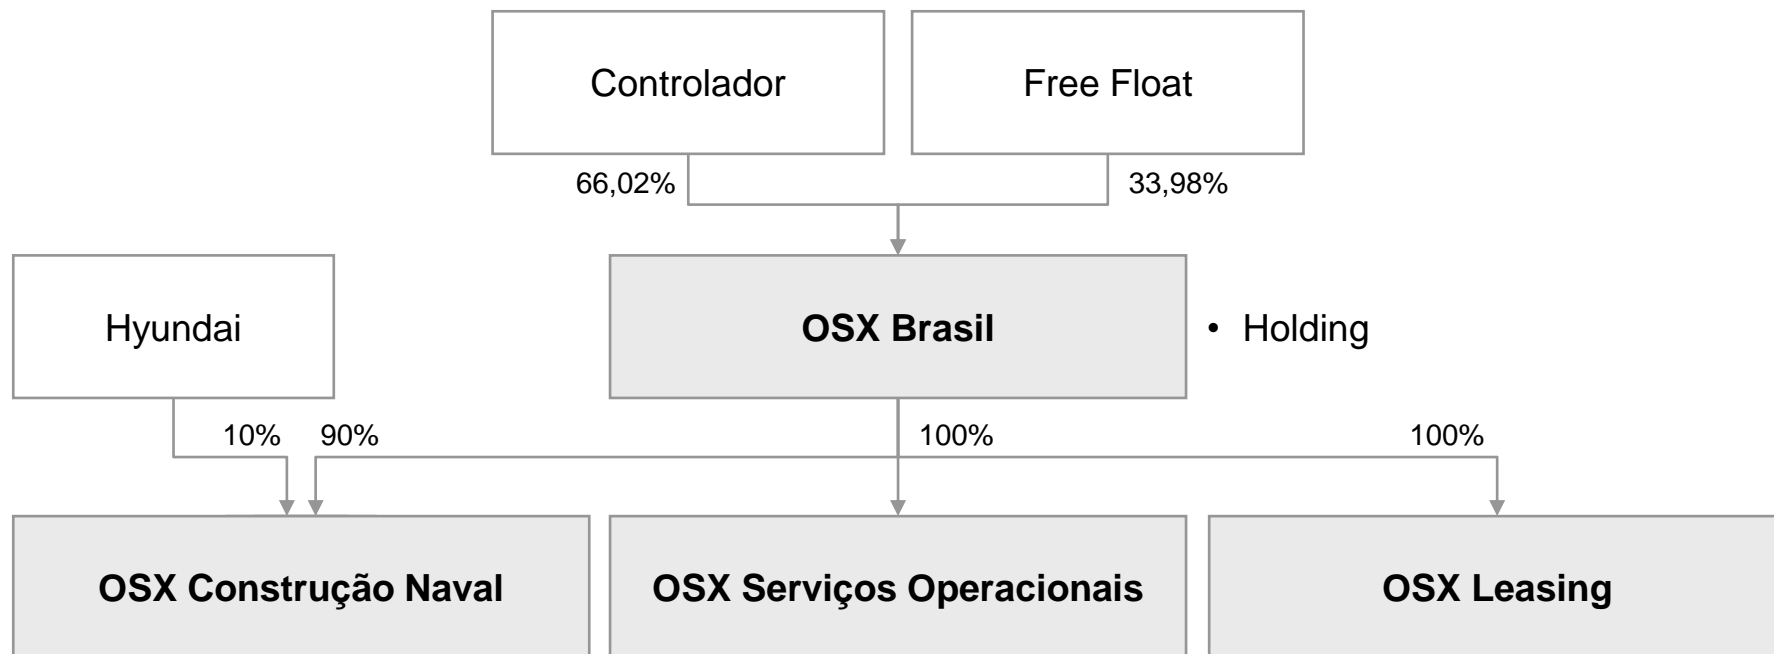 Controlador
Free Float
66,02%
33,98%
Hyundai
OSX Brasil
• Holding
10%
90%
100%
100%
OSX Construção Naval
OSX Serviços Operacionais
OSX Leasing